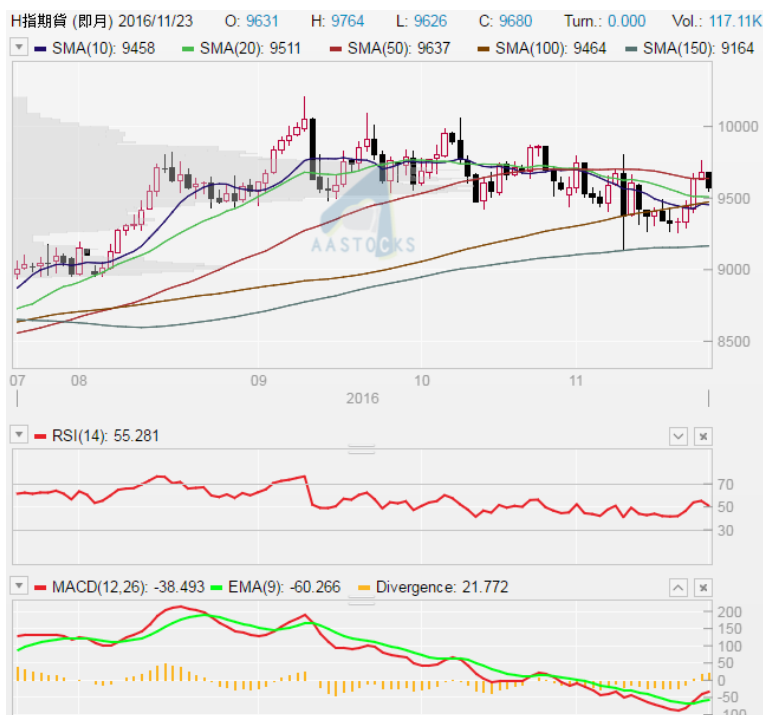 H指期貨 (即月) 2016/11/23 O: 9631 H: 9764 L: 9626 C: 9680 Turn.: 0.000 Vol.: 117.11K
SMA(10): 9458 SMA(20): 9511 SMA(50): 9637 SMA(100): 9464 SMA(150): 9164
10000
9500
9000
8500
AASTOCKS
07 08 09 10 11
2016
RSI(14): 55.281
70
50
30
MACD(12,26): -38.493 EMA(9): -60.266 Divergence: 21.772
200
150
100
50
0
-50
-100